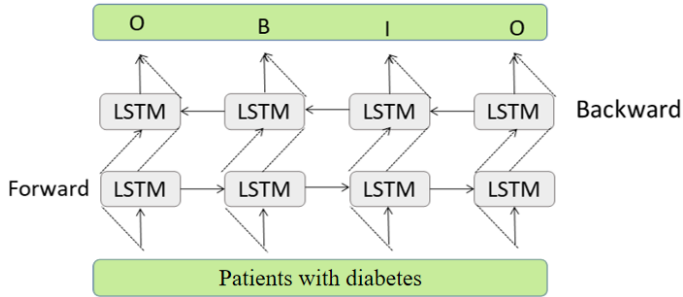 O B I O
LSTM LSTM LSTM LSTM Backward
Forward LSTM LSTM LSTM LSTM
Patients with diabetes